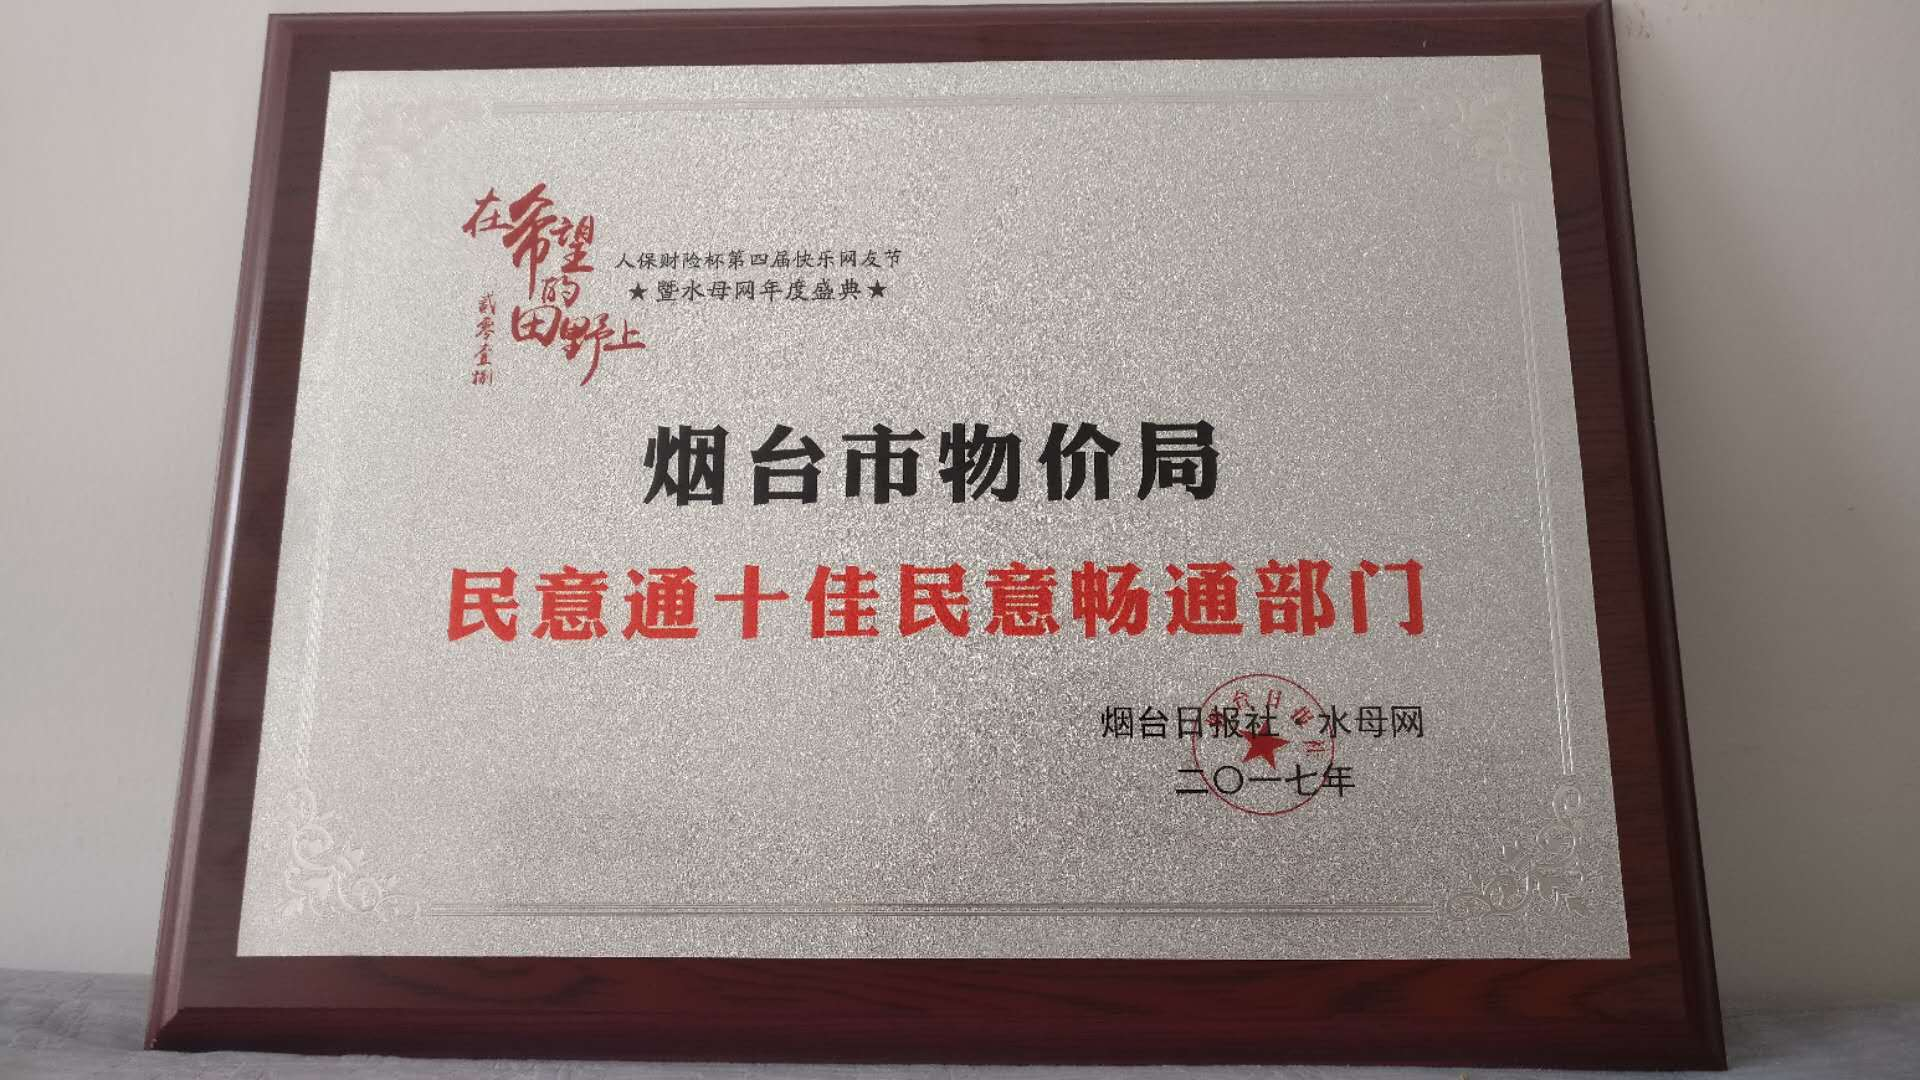 在希望的田野上
贰零壹捌
人保财险杯第四届快乐网友节
★暨水母网年度盛典★
烟台市物价局
民意通十佳民意畅通部门
烟台日报社·水母网
二〇一七年